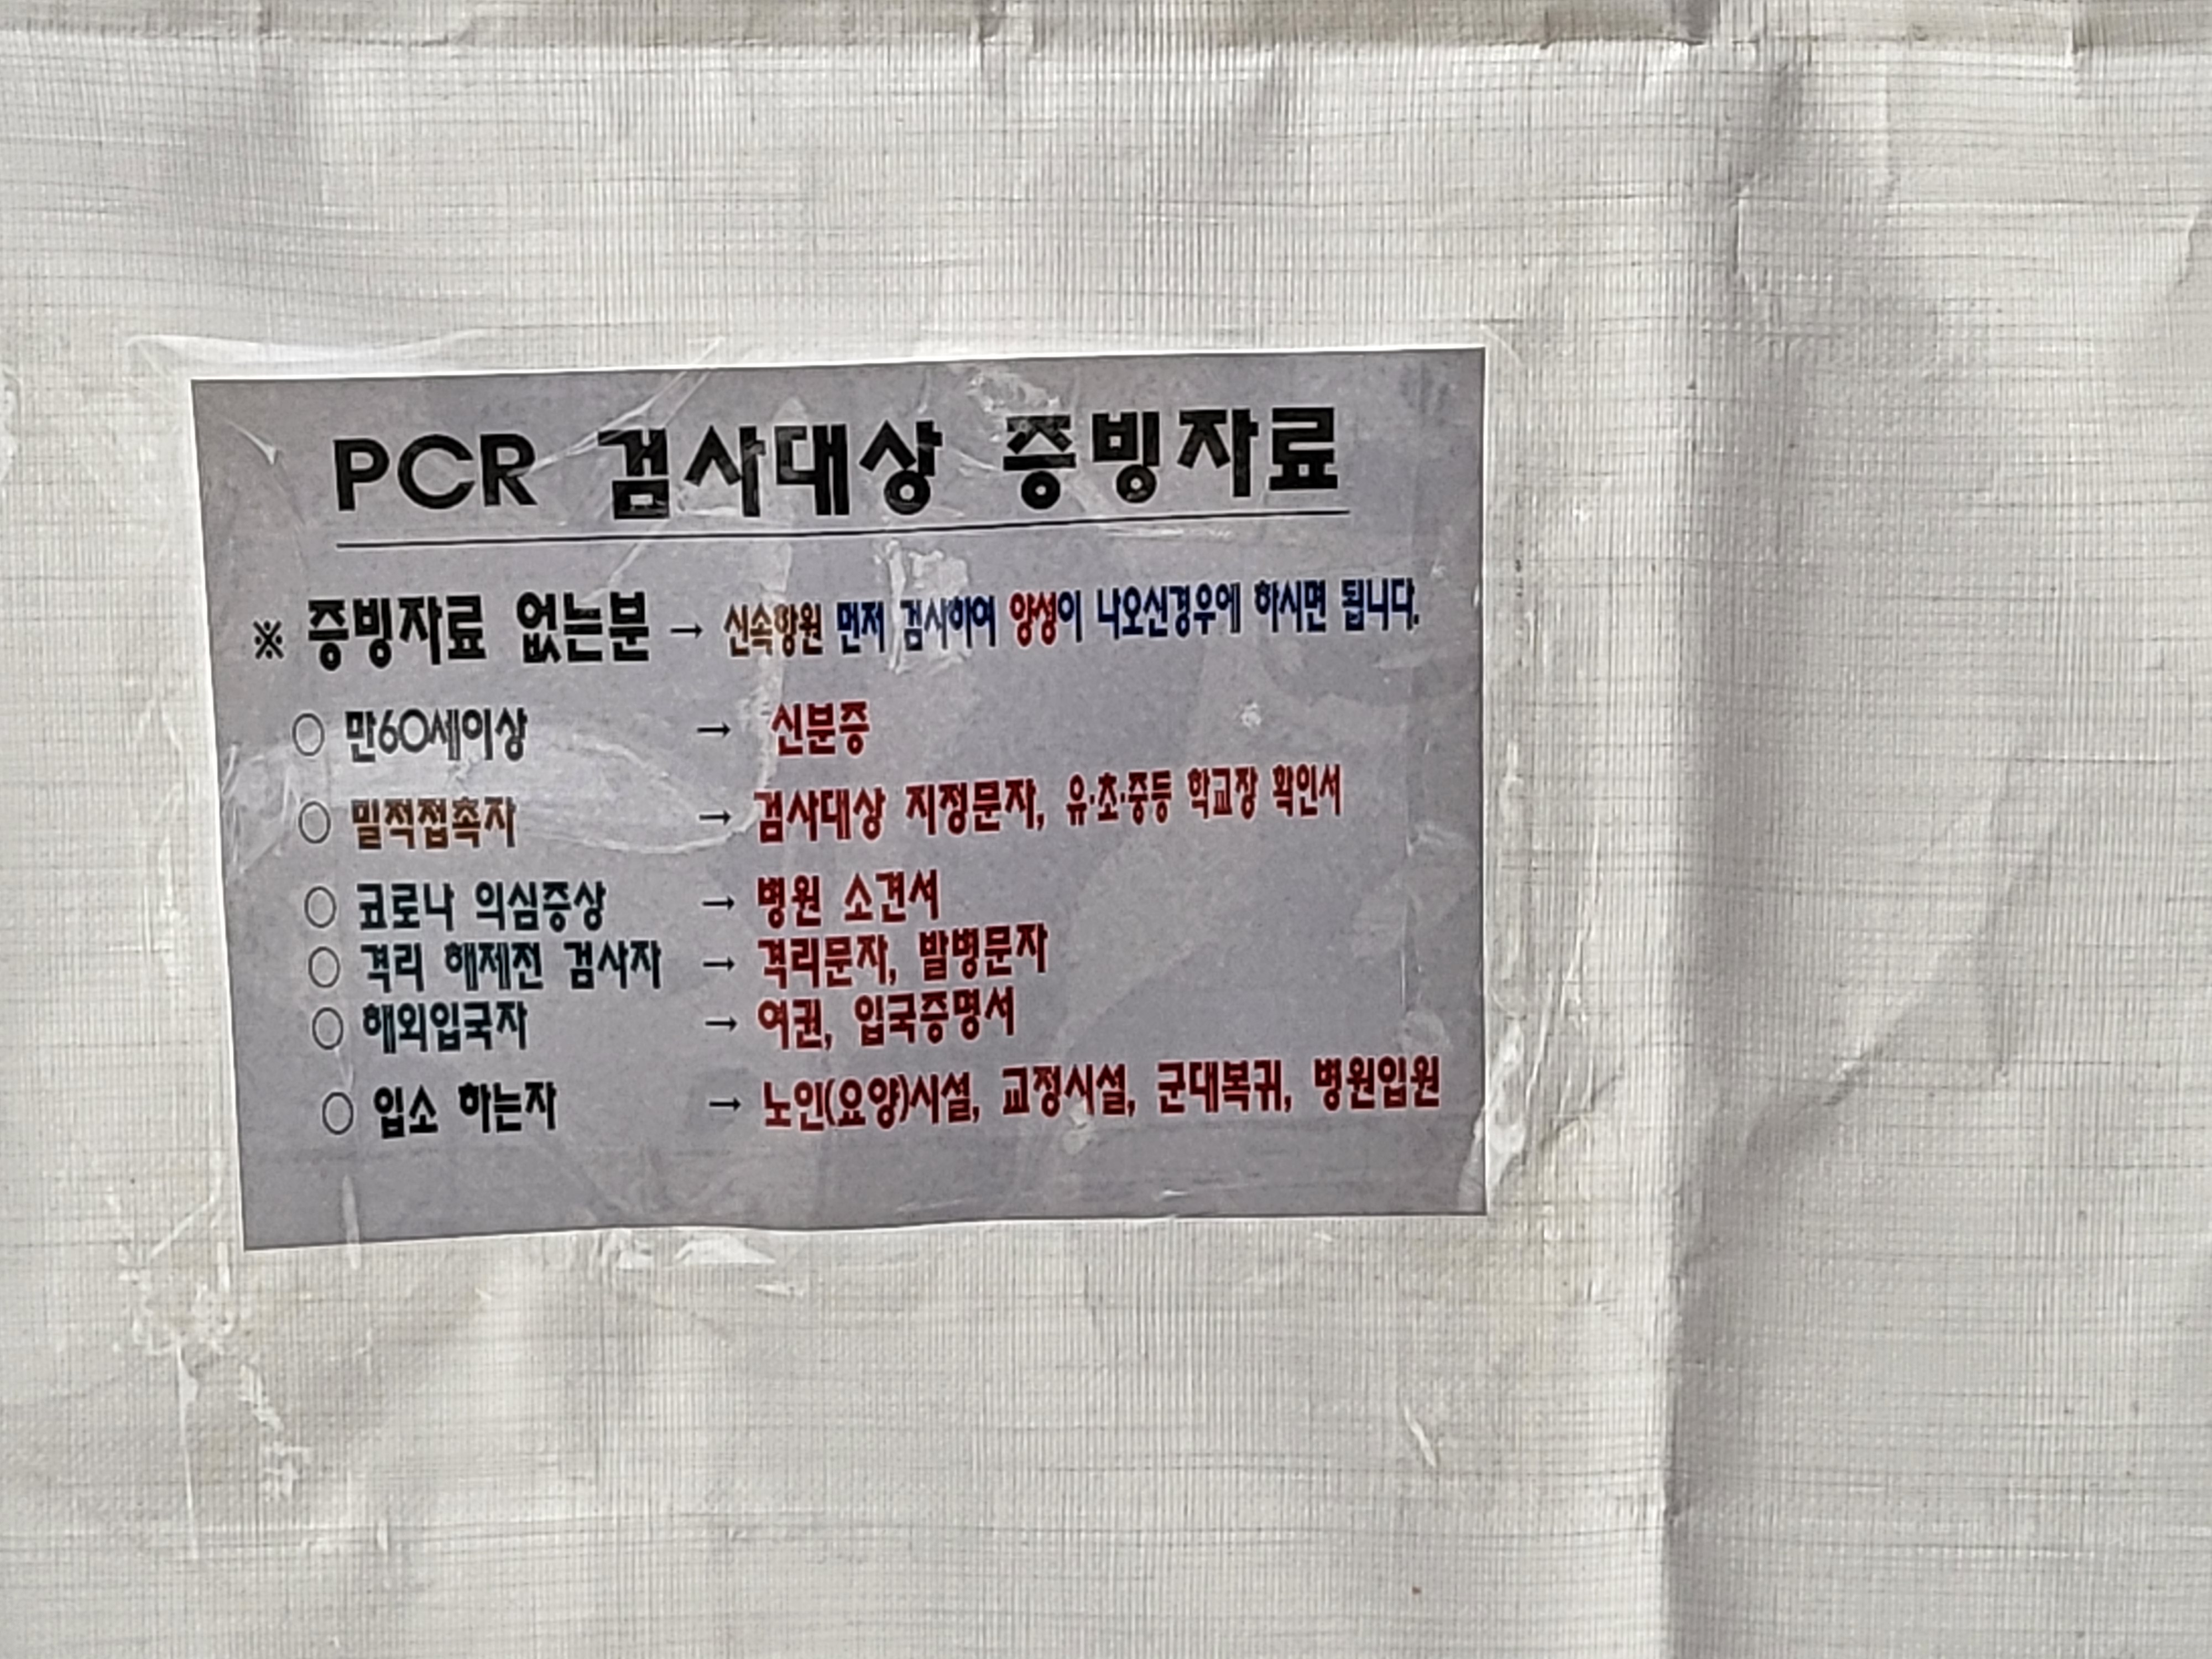 PCR 검사대상 증빙자료
※ 증빙자료 없는분 → 신속항원 먼저 검사하여 양성이 나오신경우에 하시면 됩니다.
○ 만60세이상 → 신분증
○ 밀적접촉자 → 검사대상 지정문자, 유·초·중등 학교장 확인서
○ 코로나 의심증상 → 병원 소견서
○ 격리 해제전 검사자 → 격리문자, 발병문자
○ 해외입국자 → 여권, 입국증명서
○ 입소 하는자 → 노인(요양)시설, 교정시설, 군대복귀, 병원입원